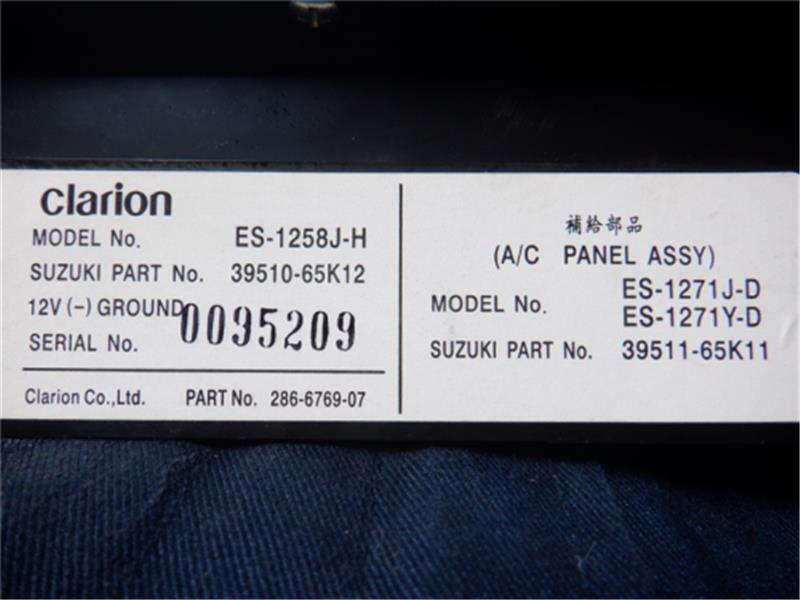 clarion
MODEL No. ES-1258J-H
SUZUKI PART No. 39510-65K12
12V (-) GROUND
SERIAL No. 0095209
Clarion Co.,Ltd. PART No. 286-6769-07
補給部品
(A/C PANEL ASSY)
MODEL No. ES-1271J-D
ES-1271Y-D
SUZUKI PART No. 39511-65K11